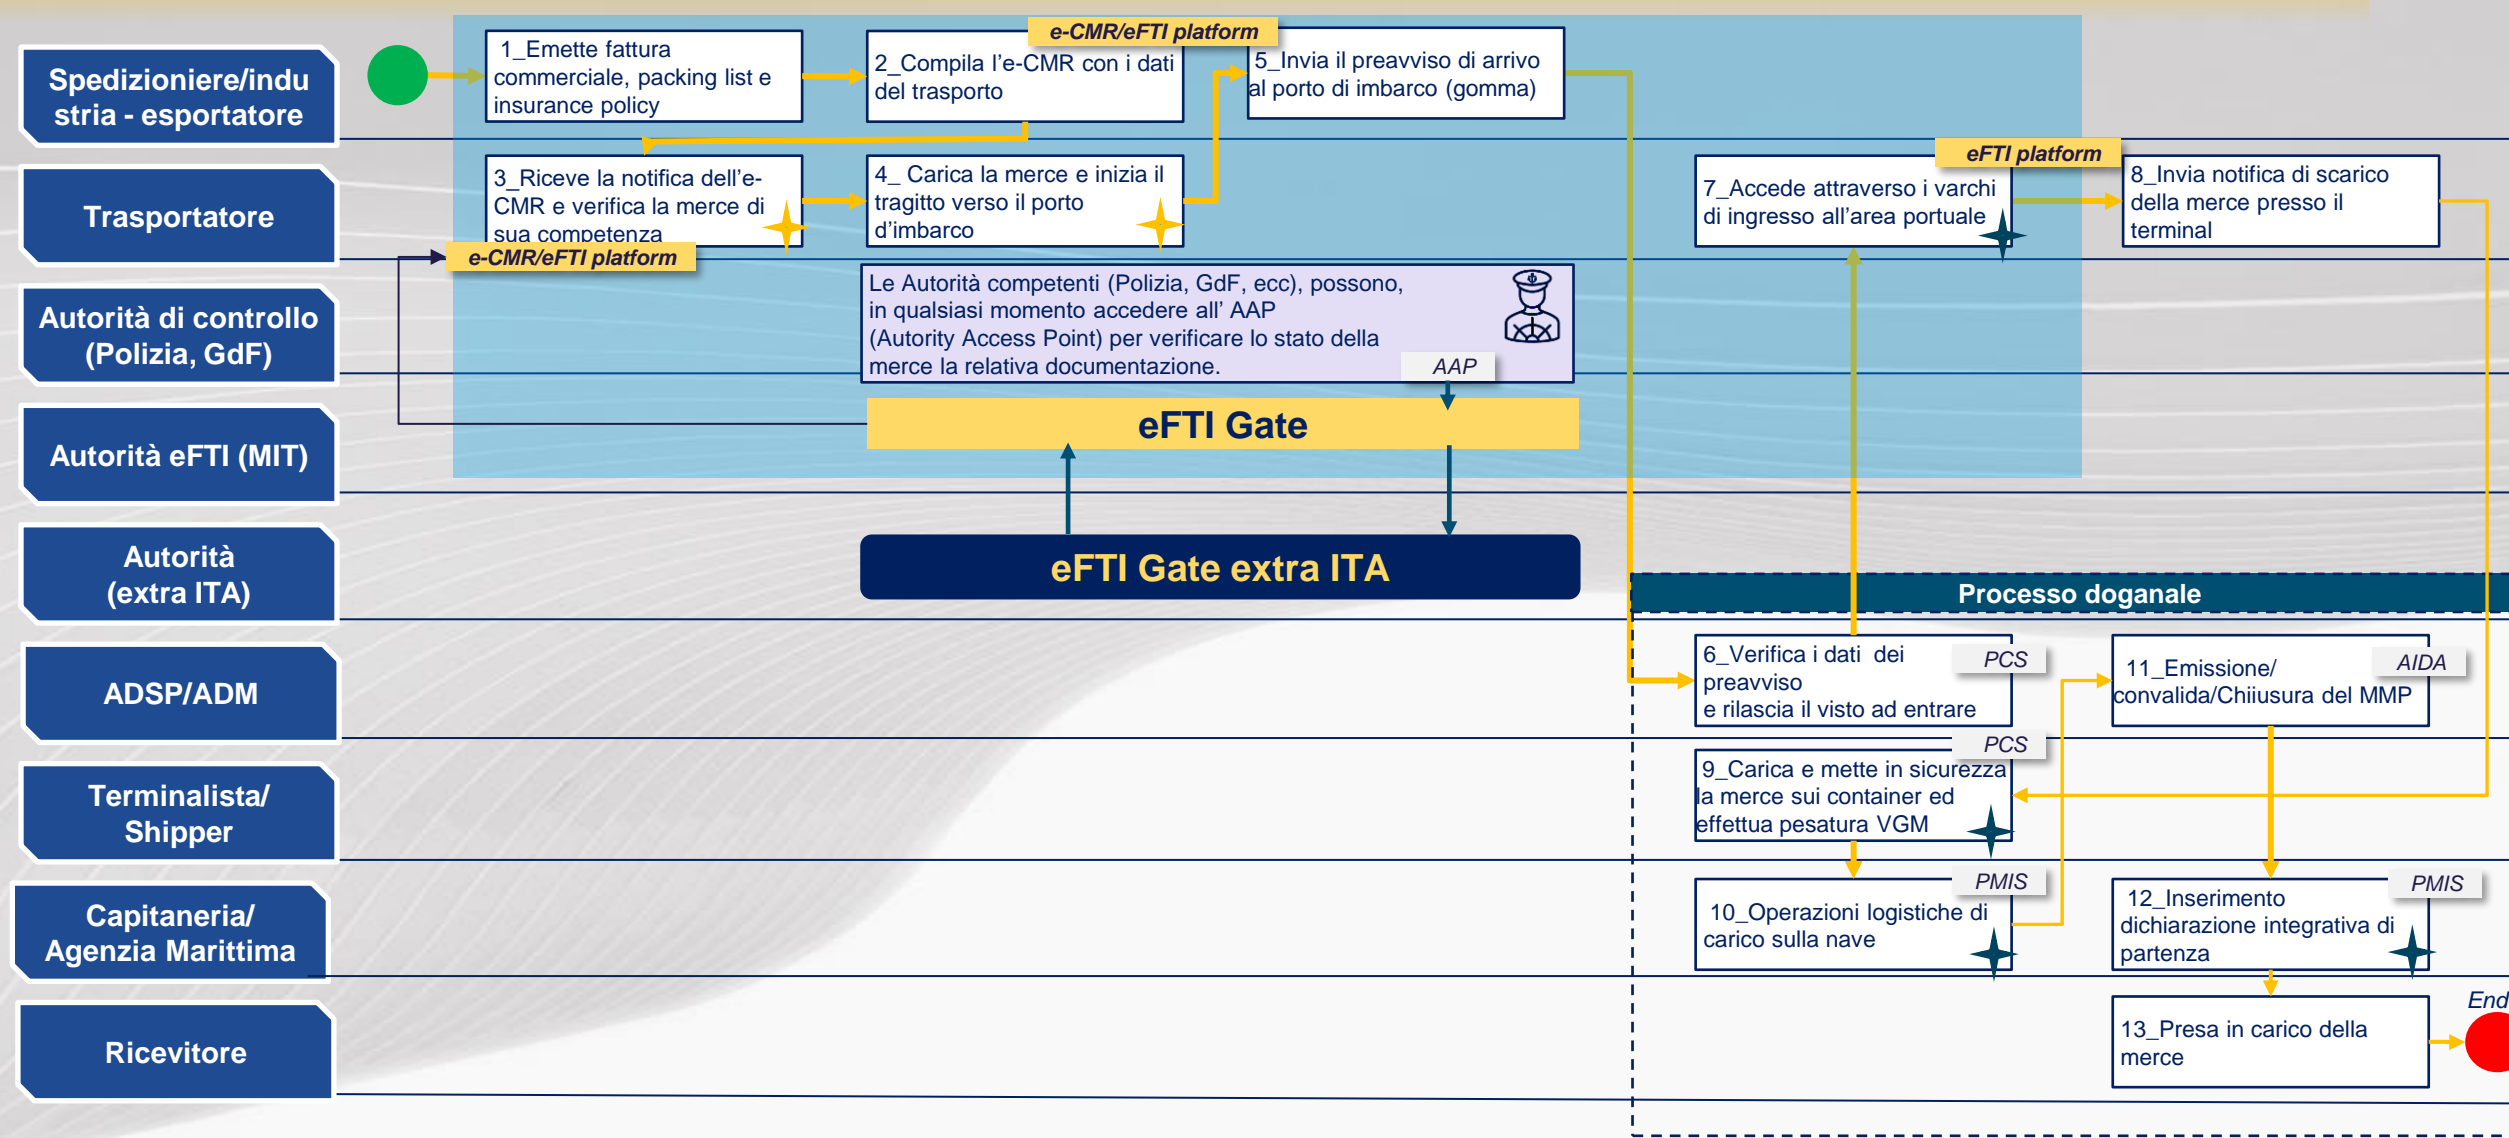 Spedizioniere/indu
stria - esportatore
1_Emette fattura
commerciale, packing list e
insurance policy
e-CMR/eFTI platform
2_Compila l'e-CMR con i dati
del trasporto
5_Invia il preavviso di arrivo
al porto di imbarco (gomma)
Trasportatore
3_Riceve la notifica dell'e-
CMR e verifica la merce di
sua competenza
e-CMR/eFTI platform
4_ Carica la merce e inizia il
tragitto verso il porto
d'imbarco
7_Accede attraverso i varchi
di ingresso all'area portuale
eFTI platform
8_Invia notifica di scarico
della merce presso il
terminal
Autorità di controllo
(Polizia, GdF)
Le Autorità competenti (Polizia, GdF, ecc), possono,
in qualsiasi momento accedere all' AAP
(Autority Access Point) per verificare lo stato della
merce la relativa documentazione.
AAP
Autorità eFTI (MIT)
eFTI Gate
Autorità
(extra ITA)
eFTI Gate extra ITA
Processo doganale
ADSP/ADM
6_Verifica i dati dei
preavviso
e rilascia il visto ad entrare
PCS
11_Emissione/
convalida/Chiiusura del MMP
AIDA
Terminalista/
Shipper
PCS
9_Carica e mette in sicurezza
la merce sui container ed
effettua pesatura VGM
Capitaneria/
Agenzia Marittima
PMIS
10_Operazioni logistiche di
carico sulla nave
PMIS
12_Inserimento
dichiarazione integrativa di
partenza
Ricevitore
13_Presa in carico della
merce
End